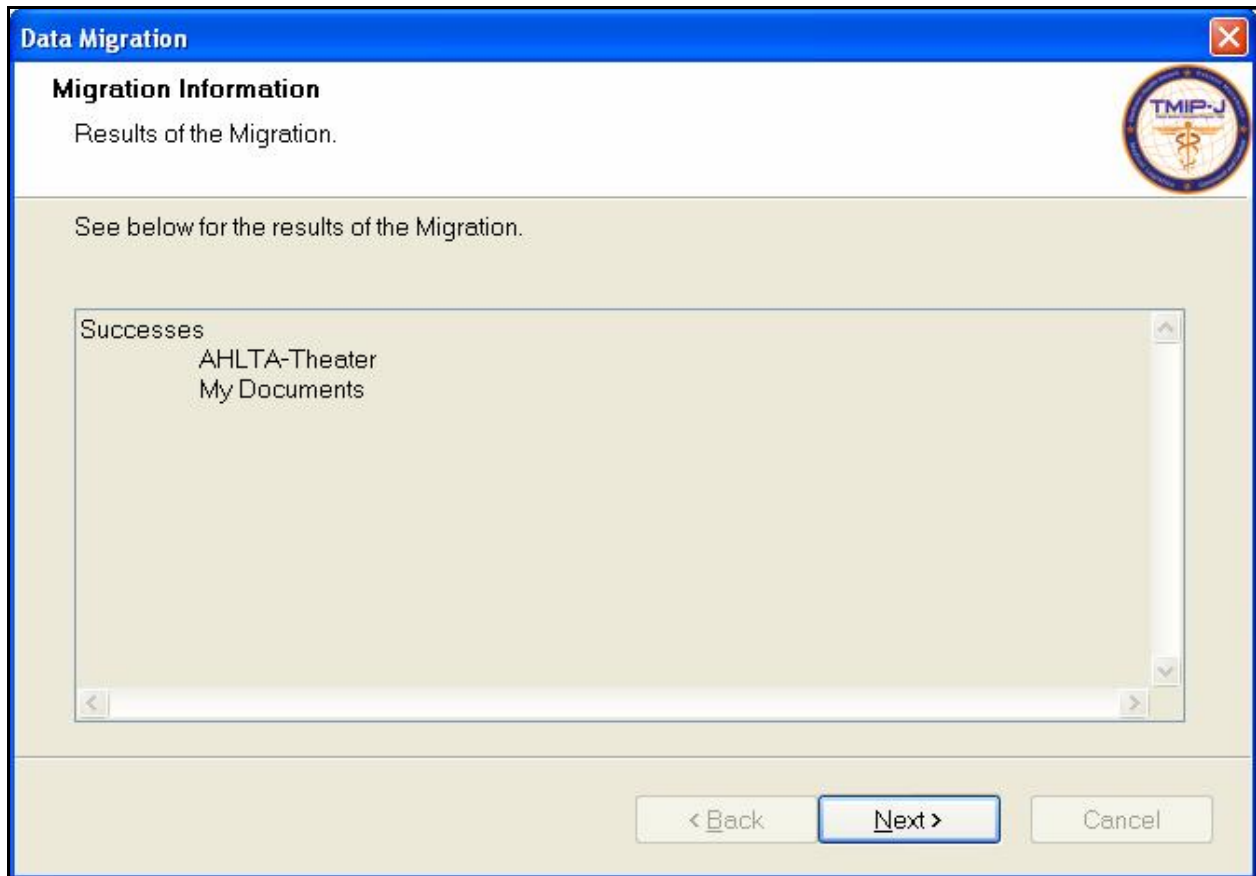 Data Migration
Migration Information
Results of the Migration.
TMIP-J
See below for the results of the Migration.
Successes
AHLTA-Theater
My Documents
< Back
Next >
Cancel